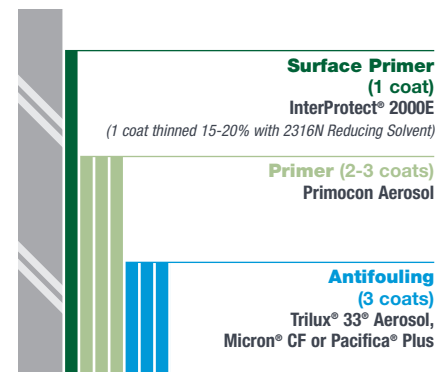 Surface Primer
(1 coat)
InterProtect® 2000E
(1 coat thinned 15-20% with 2316N Reducing Solvent)
Primer (2-3 coats)
Primocon Aerosol
Antifouling
(3 coats)
Trilux® 33® Aerosol,
Micron® CF or Pacifica® Plus